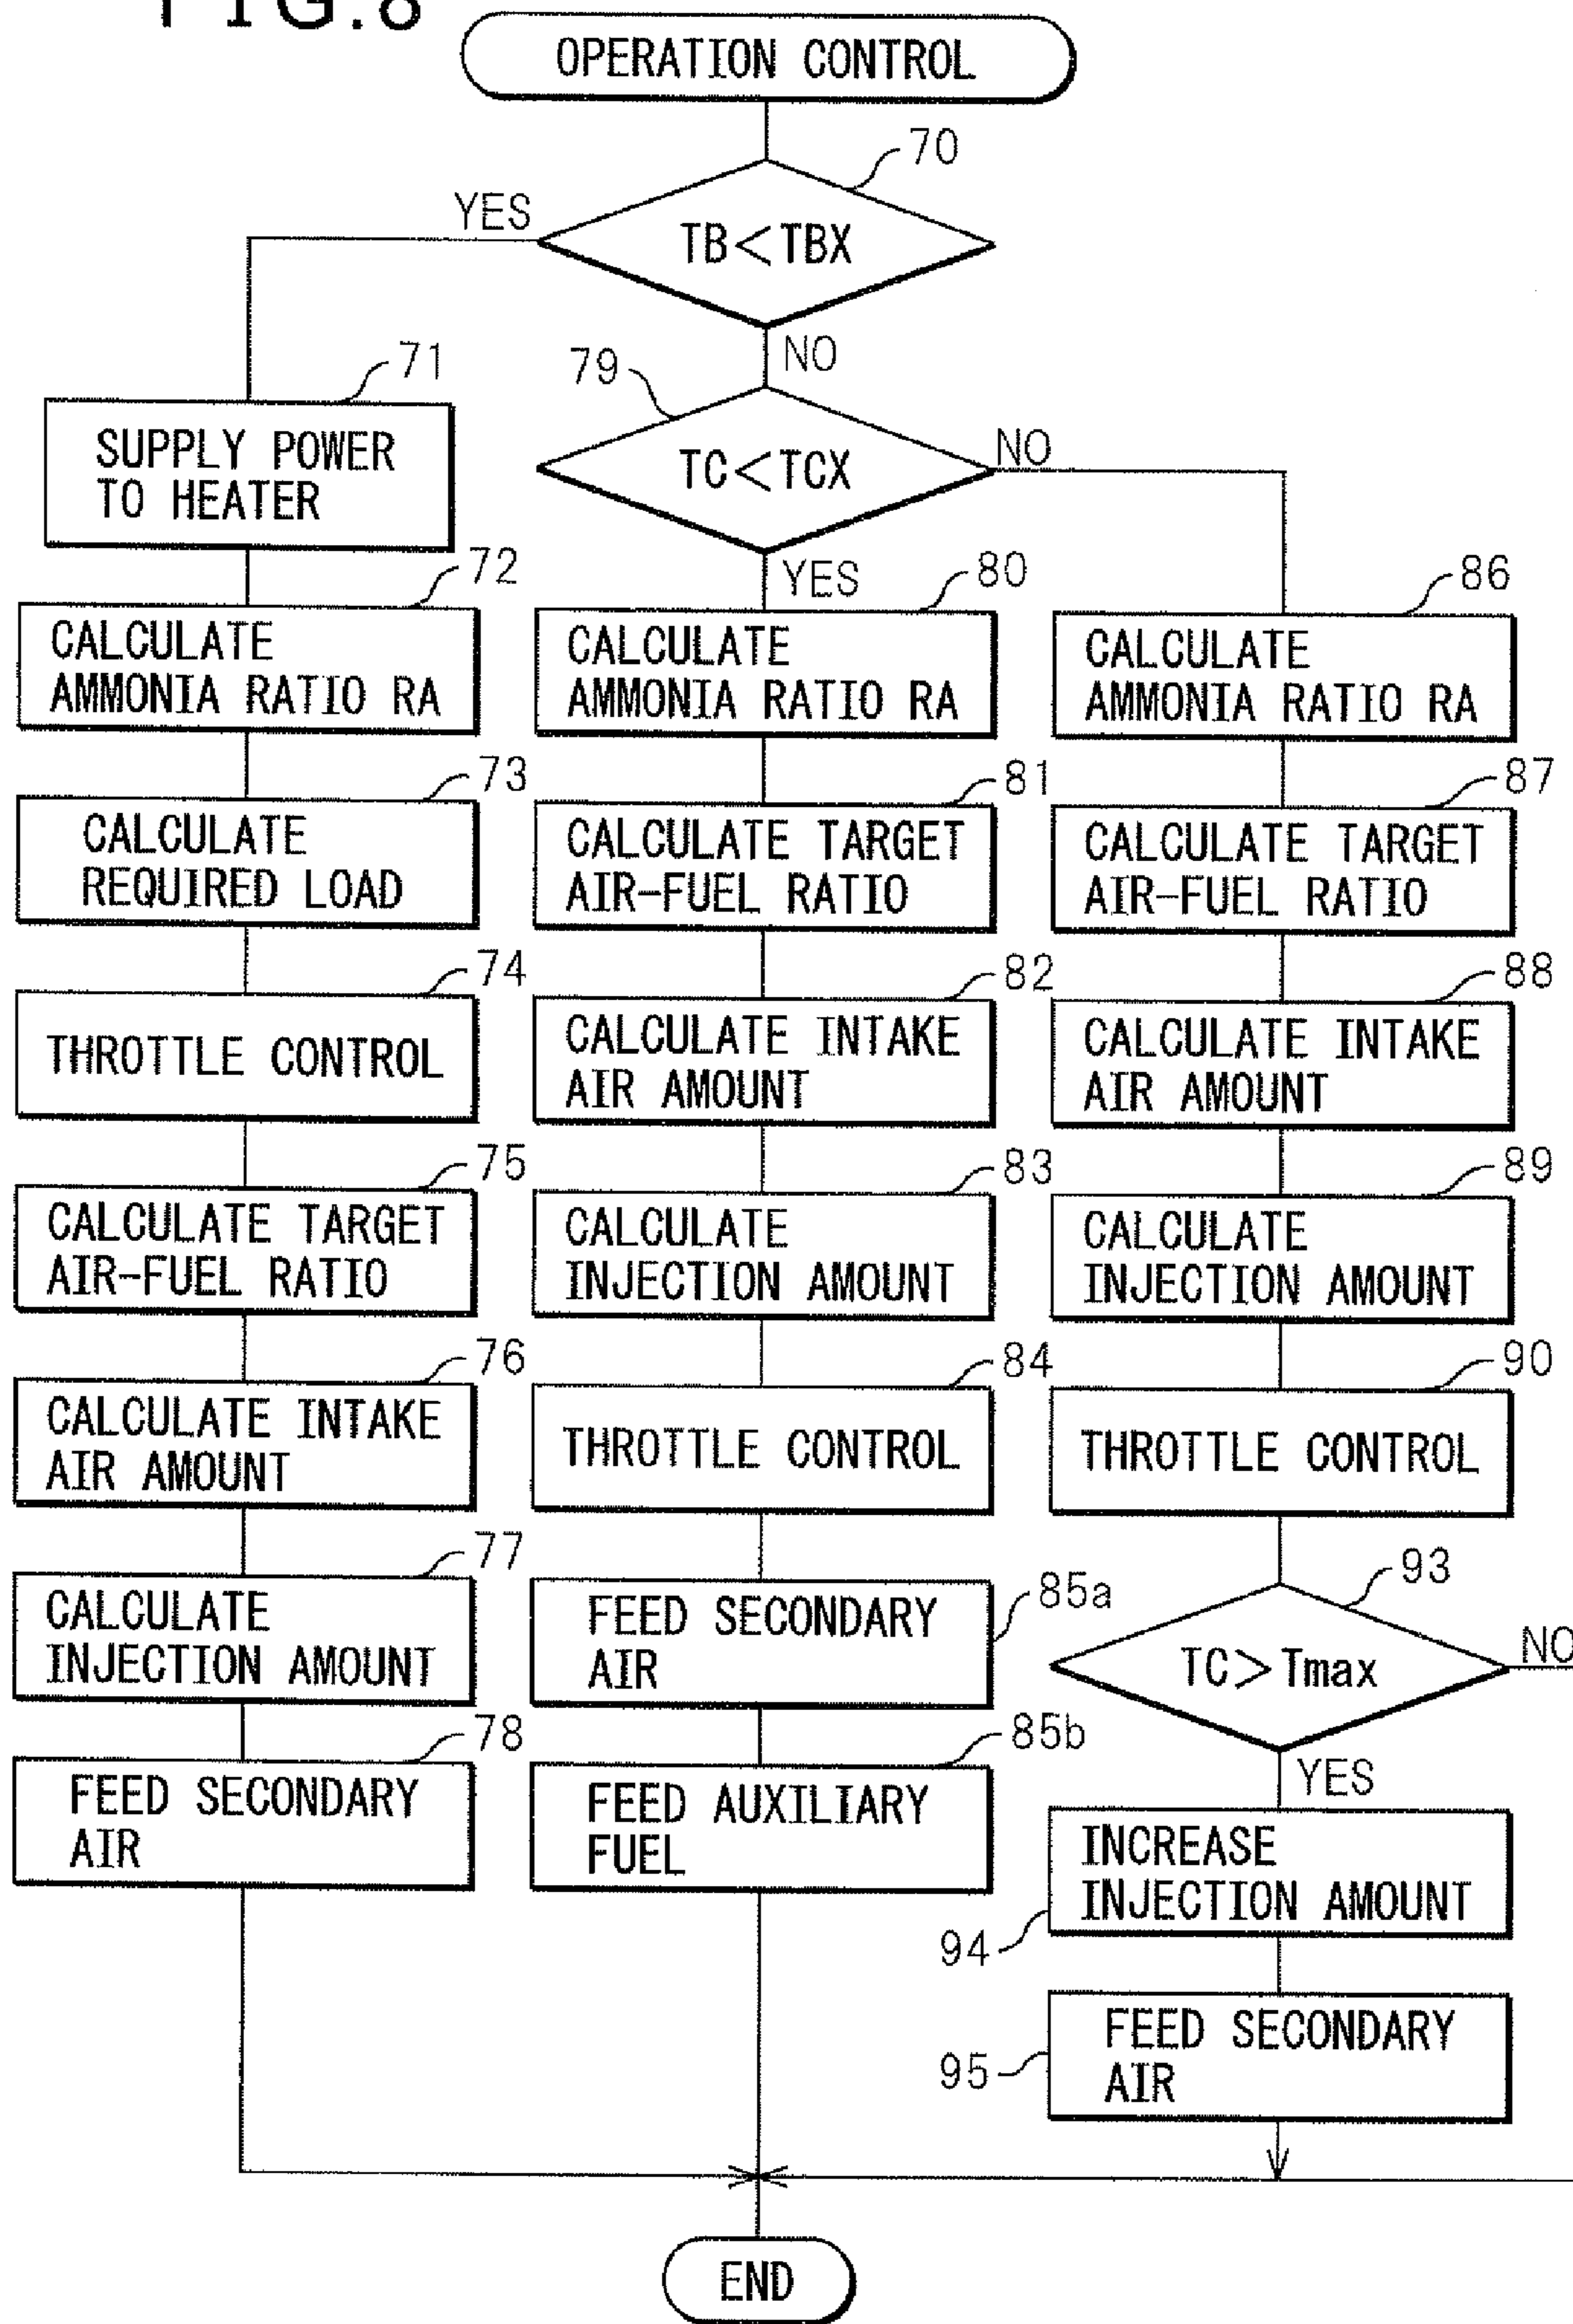 FIG.8
OPERATION CONTROL
70
YES
TB<TBX
NO
71
SUPPLY POWER
TO HEATER
72
CALCULATE
AMMONIA RATIO RA
73
CALCULATE
REQUIRED LOAD
74
THROTTLE CONTROL
75
CALCULATE TARGET
AIR-FUEL RATIO
76
CALCULATE INTAKE
AIR AMOUNT
77
CALCULATE
INJECTION AMOUNT
78
FEED SECONDARY
AIR
79
TC<TCX
NO
YES
80
CALCULATE
AMMONIA RATIO RA
81
CALCULATE TARGET
AIR-FUEL RATIO
82
CALCULATE INTAKE
AIR AMOUNT
83
CALCULATE
INJECTION AMOUNT
84
THROTTLE CONTROL
85a
FEED SECONDARY
AIR
85b
FEED AUXILIARY
FUEL
86
CALCULATE
AMMONIA RATIO RA
87
CALCULATE TARGET
AIR-FUEL RATIO
88
CALCULATE INTAKE
AIR AMOUNT
89
CALCULATE
INJECTION AMOUNT
90
THROTTLE CONTROL
93
TC>Tmax
NO
YES
94
INCREASE
INJECTION AMOUNT
95
FEED SECONDARY
AIR
END